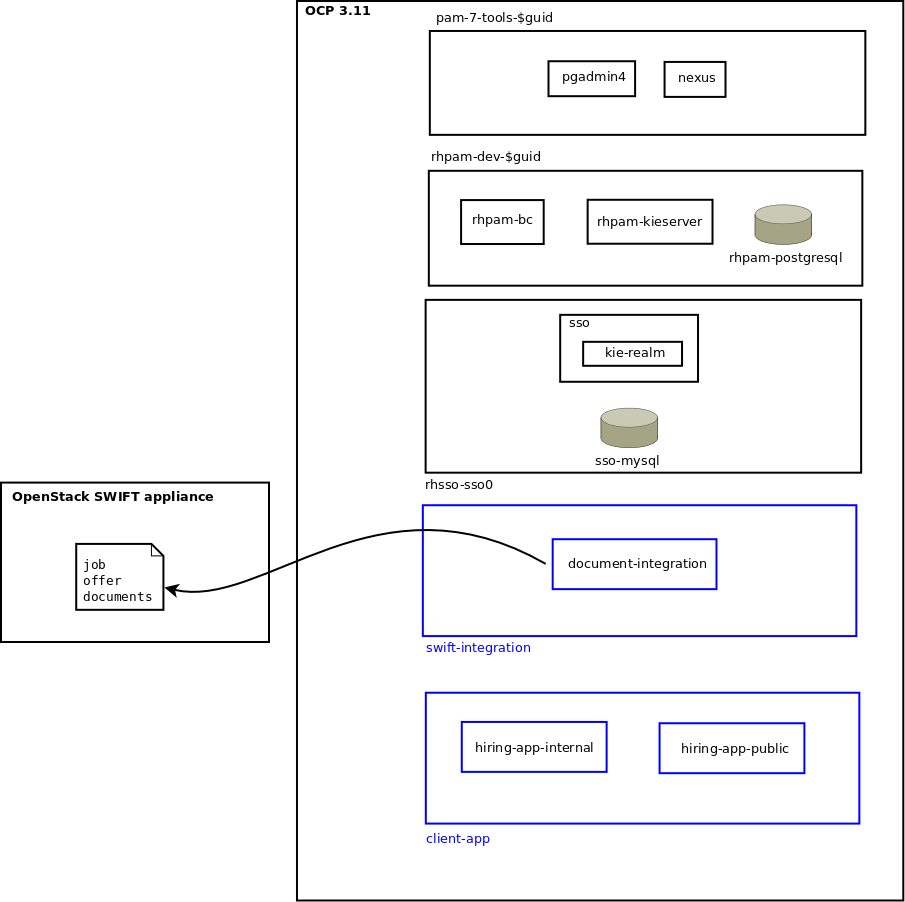 OCP 3.11
pam-7-tools-$guid
pgadmin4
nexus
rhpam-dev-$guid
rhpam-bc
rhpam-kieserver
rhpam-postgresql
sso
kie-realm
sso-mysql
rhsso-sso0
OpenStack SWIFT appliance
job
offer
documents
document-integration
swift-integration
hiring-app-internal
hiring-app-public
client-app